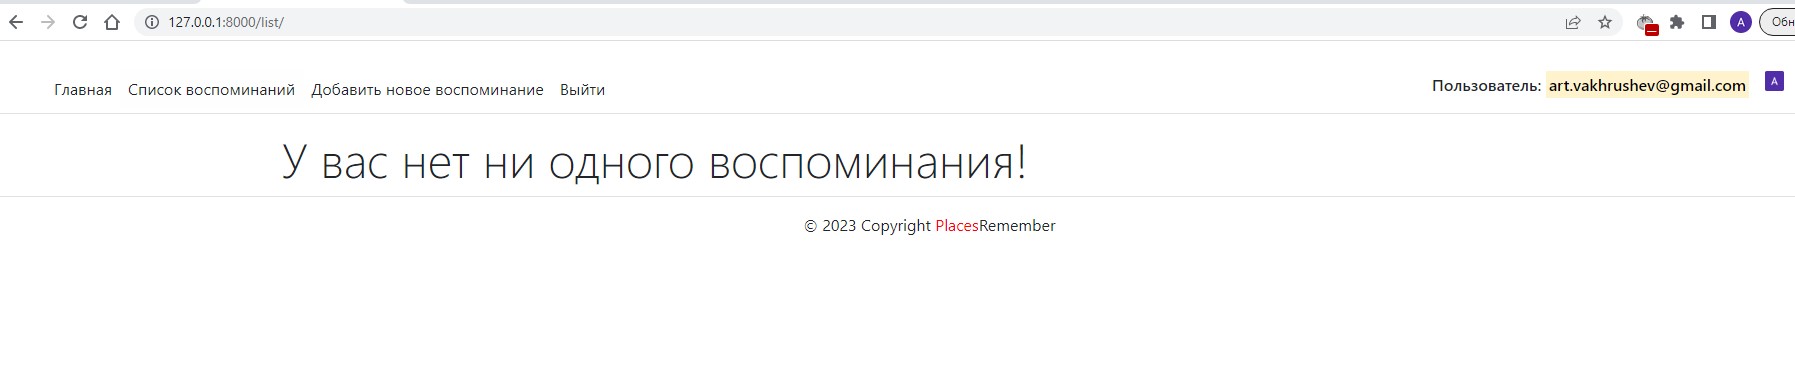 127.0.0.1:8000/list/
A
Обн
Главная Список воспоминаний Добавить новое воспоминание Выйти
Пользователь: art.vakhrushev@gmail.com
A
У вас нет ни одного воспоминания!
© 2023 Copyright PlacesRemember